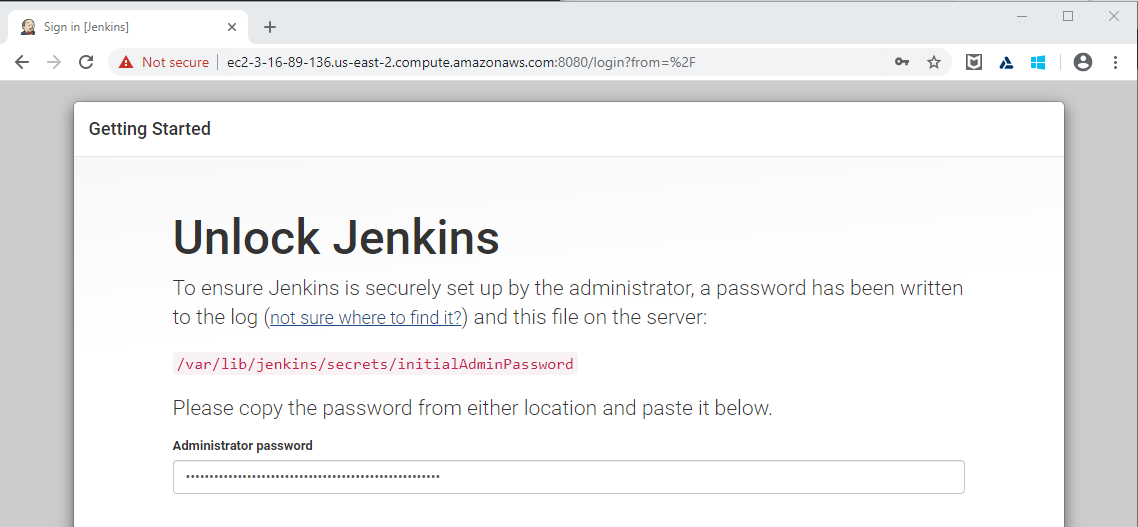 Sign in [Jenkins]
Not secure | ec2-3-16-89-136.us-east-2.compute.amazonaws.com:8080/login?from=%2F
Getting Started
Unlock Jenkins
To ensure Jenkins is securely set up by the administrator, a password has been written
to the log (not sure where to find it?) and this file on the server:
/var/lib/jenkins/secrets/initialAdminPassword
Please copy the password from either location and paste it below.
Administrator password